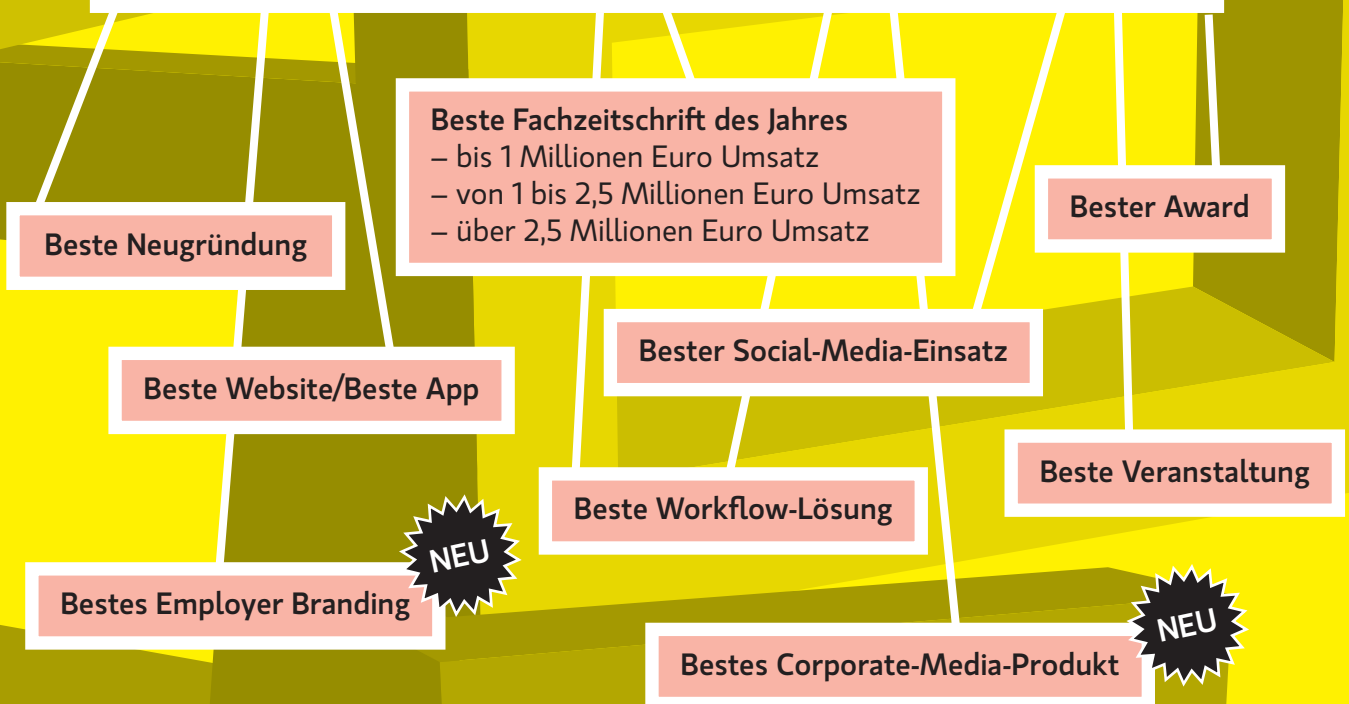 Beste Fachzeitschrift des Jahres
– bis 1 Millionen Euro Umsatz
– von 1 bis 2,5 Millionen Euro Umsatz
– über 2,5 Millionen Euro Umsatz
Bester Award
Beste Neugründung
Bester Social-Media-Einsatz
Beste Website/Beste App
Beste Veranstaltung
Beste Workflow-Lösung
NEU
Bestes Employer Branding
NEU
Bestes Corporate-Media-Produkt